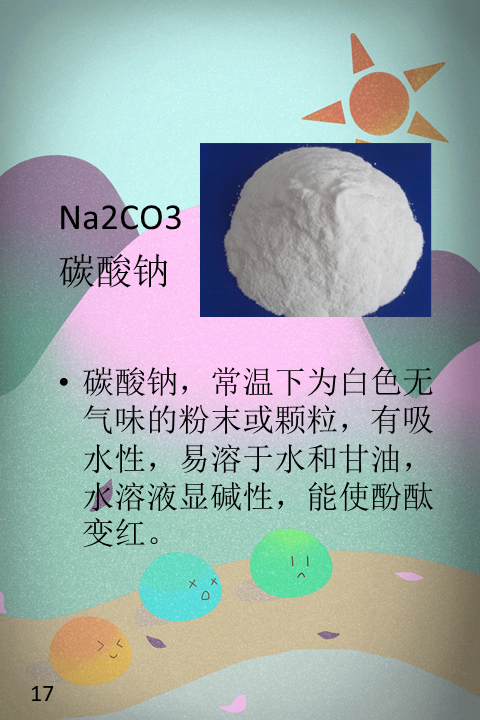 Na2CO3
碳酸钠
• 碳酸钠，常温下为白色无
气味的粉末或颗粒，有吸
水性，易溶于水和甘油，
水溶液显碱性，能使酚酞
变红。
17